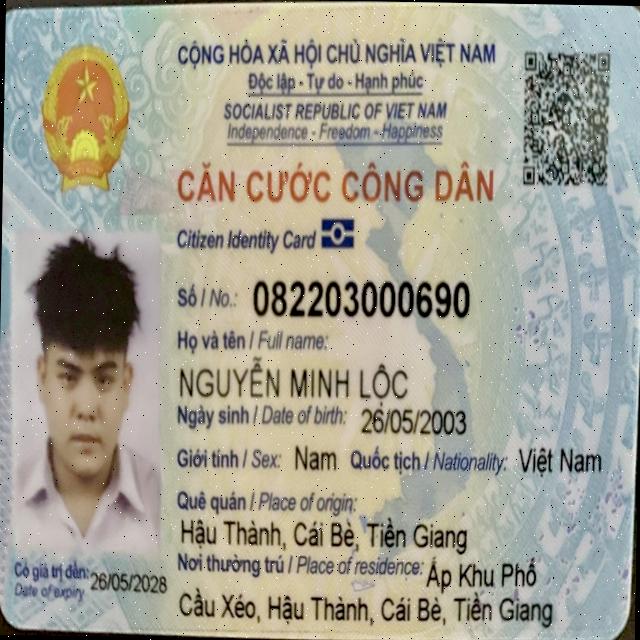 CỘNG HÒA XÃ HỘI CHỦ NGHĨA VIỆT NAM
Độc lập - Tự do - Hạnh phúc
SOCIALIST REPUBLIC OF VIET NAM
Independence - Freedom - Happiness
CĂN CƯỚC CÔNG DÂN
Citizen Identity Card
Số / No.: 082203000690
Họ và tên / Full name:
NGUYỄN MINH LỘC
Ngày sinh / Date of birth: 26/05/2003
Giới tính / Sex: Nam Quốc tịch / Nationality: Việt Nam
Quê quán / Place of origin:
Hậu Thành, Cái Bè, Tiền Giang
Nơi thường trú / Place of residence: Ấp Khu Phố
Cầu Xéo, Hậu Thành, Cái Bè, Tiền Giang
Có giá trị đến: 26/05/2028
Date of expiry